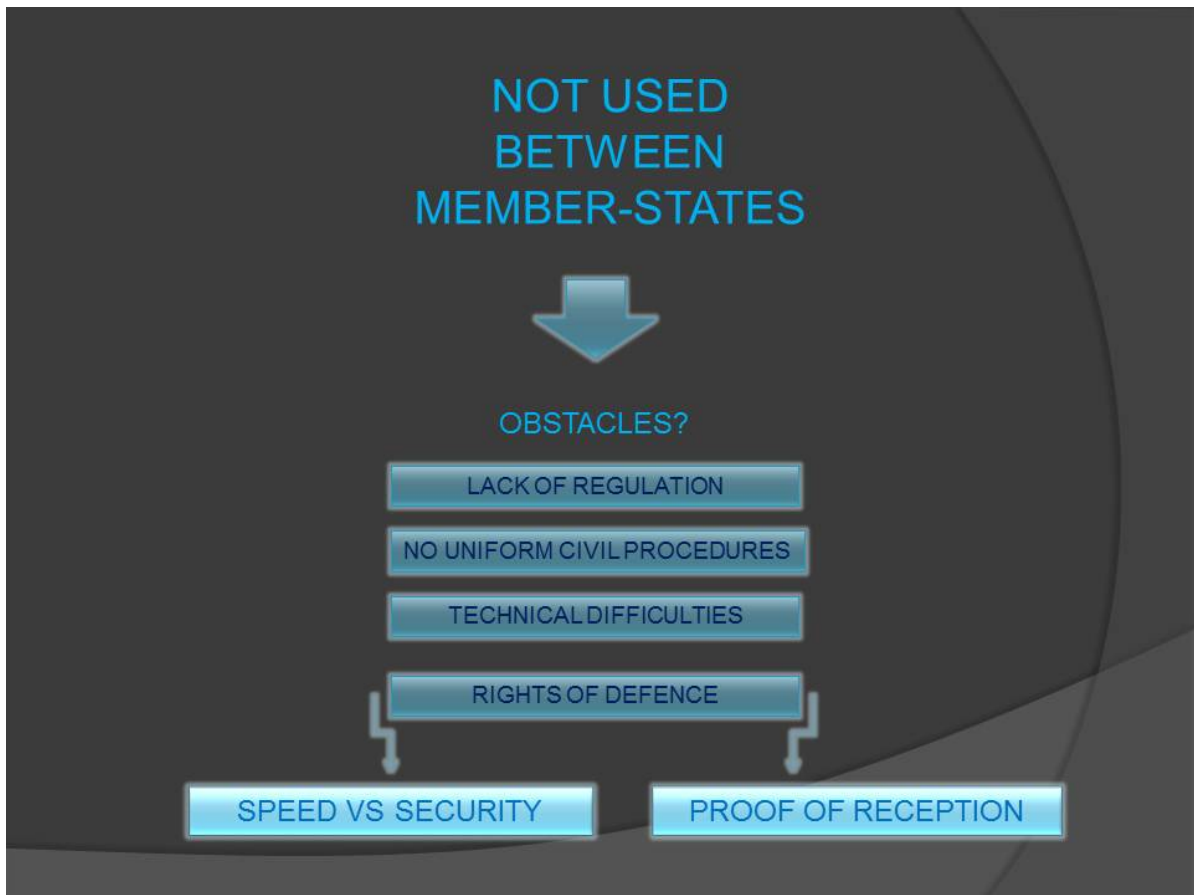 NOT USED
BETWEEN
MEMBER-STATES
OBSTACLES?
LACK OF REGULATION
NO UNIFORM CIVIL PROCEDURES
TECHNICAL DIFFICULTIES
RIGHTS OF DEFENCE
SPEED VS SECURITY
PROOF OF RECEPTION